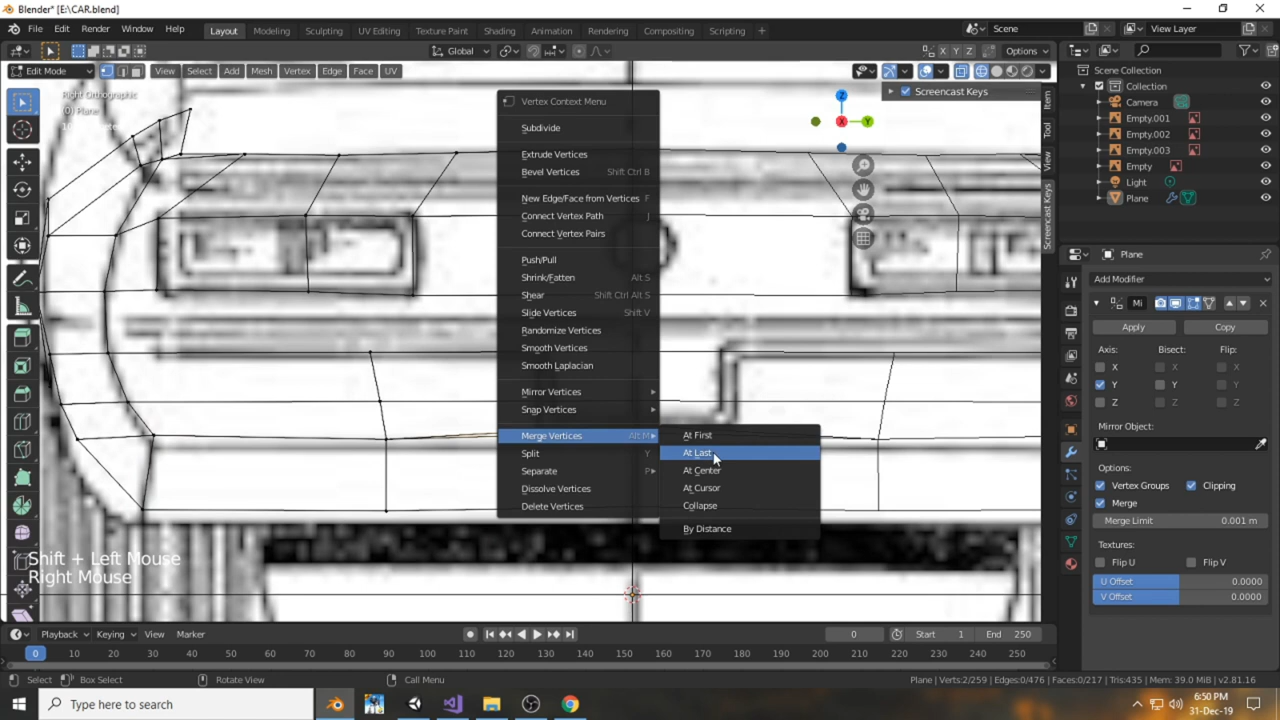 Blender* [E:\CAR.blend]
File Edit Render Window Help Layout Modeling Sculpting UV Editing Texture Paint Shading Animation Rendering Compositing Scripting + Scene View Layer
Global X Y Z Options
Edit Mode View Select Add Mesh Vertex Edge Face UV
Right Orthographic
(0) Plane
Screencast Keys
Z
X
Y
Item
Tool
View
Screencast Keys
Vertex Context Menu
Subdivide
Extrude Vertices
Bevel Vertices Shift Ctrl B
New Edge/Face from Vertices F
Connect Vertex Path J
Connect Vertex Pairs
Push/Pull
Shrink/Fatten Alt S
Shear Shift Ctrl Alt S
Slide Vertices Shift V
Randomize Vertices
Smooth Vertices
Smooth Laplacian
Mirror Vertices
Snap Vertices
Merge Vertices Alt M
Split Y
Separate P
Dissolve Vertices
Delete Vertices
At First
At Last
At Center
At Cursor
Collapse
By Distance
Shift + Left Mouse
Right Mouse
Scene Collection
Collection
Camera
Empty.001
Empty.002
Empty.003
Empty
Light
Plane
Plane
Add Modifier
Mi
Apply Copy
Axis: Bisect: Flip:
X X X
Y Y Y
Z Z Z
Mirror Object:
Options:
Vertex Groups Clipping
Merge
Merge Limit 0.001 m
Textures:
Flip U Flip V
U Offset 0.0000
V Offset 0.0000
Playback Keying View Marker 0 Start 1 End 250
0 10 20 30 40 50 60 70 80 90 100 110 120 130 140 150 160 170 180 190 200 210 220 230 240 250
Select Box Select Rotate View Call Menu Plane | Verts:2/259 | Edges:0/476 | Faces:0/217 | Tris:435 | Mem: 39.0 MiB | v2.81.16
Type here to search
6:50 PM
31-Dec-19